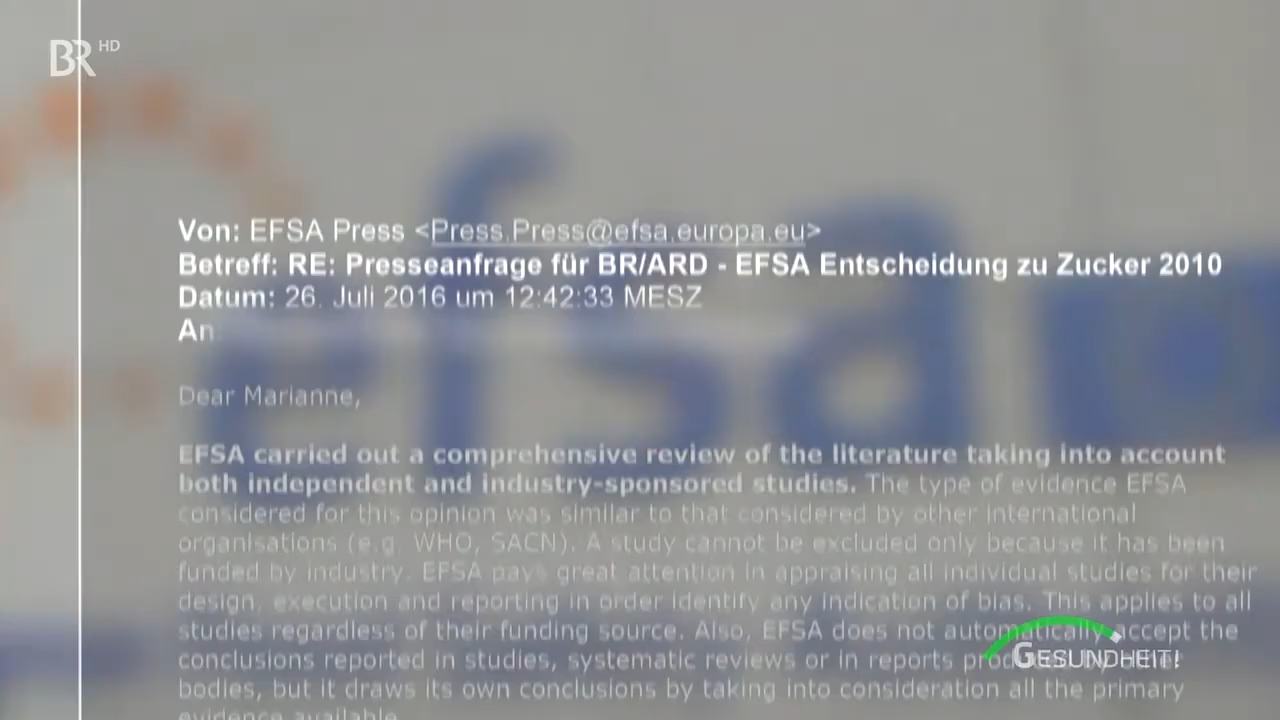 BR HD
efsa
Von: EFSA Press <Press.Press@efsa.europa.eu>
Betreff: RE: Presseanfrage für BR/ARD - EFSA Entscheidung zu Zucker 2010
Datum: 26. Juli 2016 um 12:42:33 MESZ
An
Dear Marianne,
EFSA carried out a comprehensive review of the literature taking into account
both independent and industry-sponsored studies. The type of evidence EFSA
considered for this opinion was similar to that considered by other international
organisations (e.g. WHO, SACN). A study cannot be excluded only because it has been
funded by industry. EFSA pays great attention in appraising all individual studies for their
design, execution and reporting in order identify any indication of bias. This applies to all
studies regardless of their funding source. Also, EFSA does not automatically accept the
conclusions reported in studies, systematic reviews or in reports
bodies, but it draws its own conclusions by taking into consideration all the primary
evidence available
GESUNDHEIT!